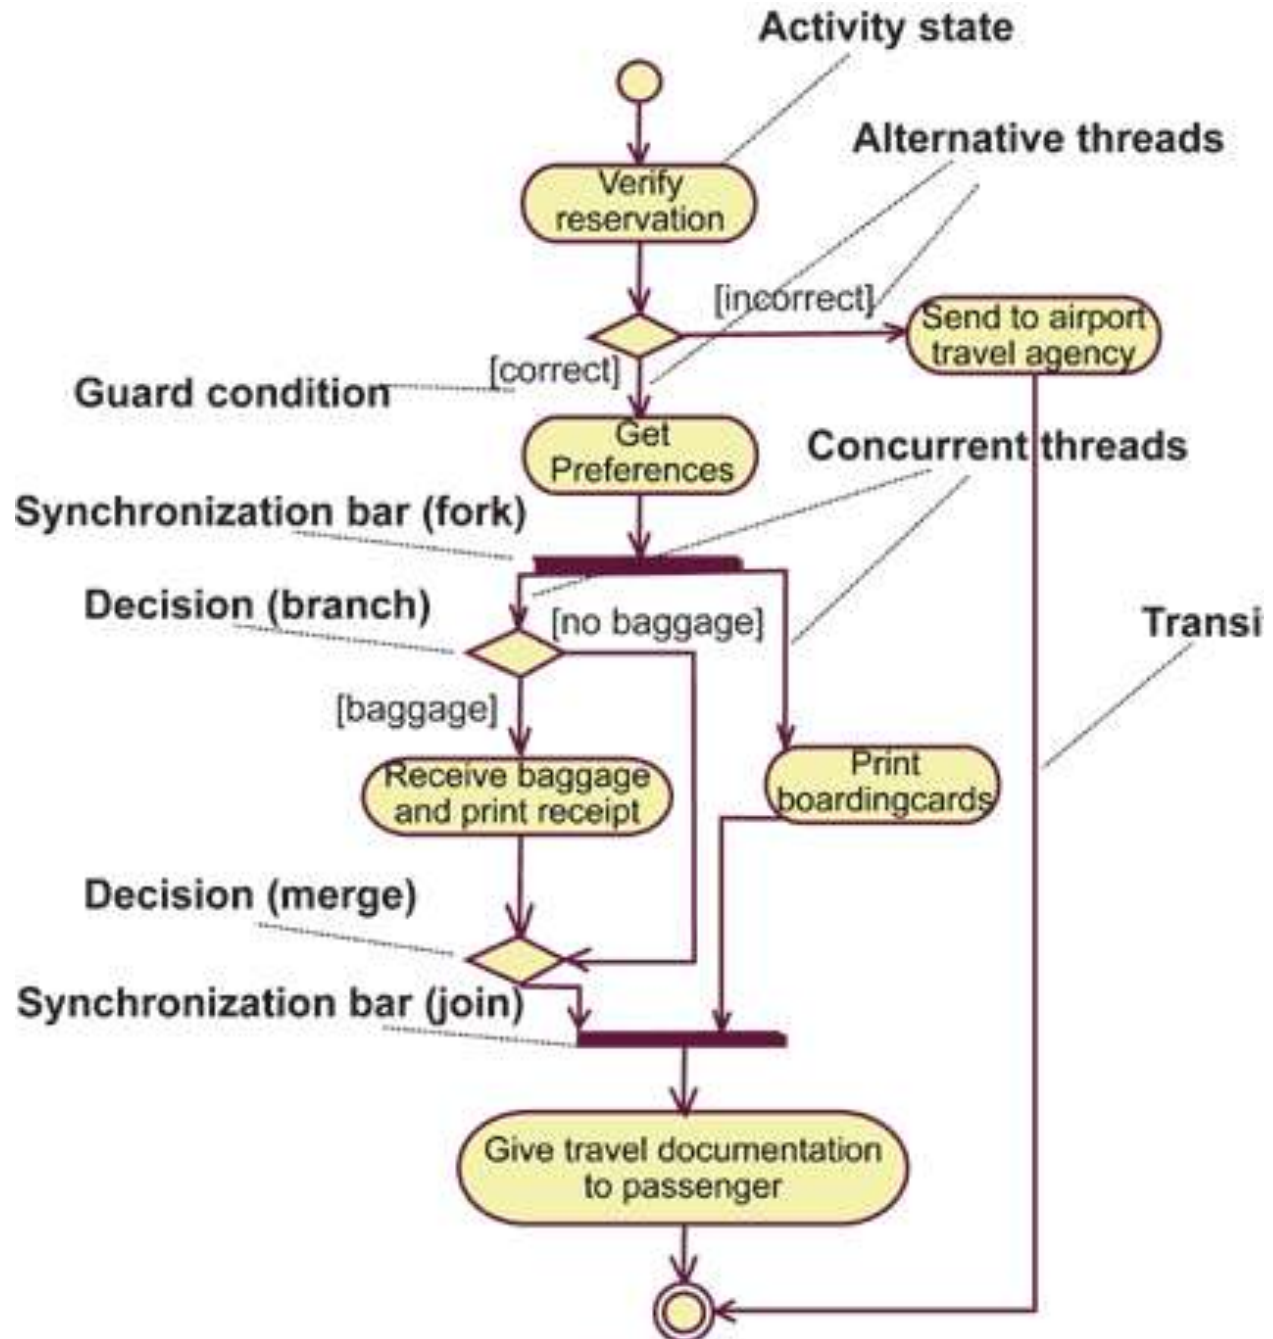 Activity state
Alternative threads
Verify
reservation
[incorrect]
Send to airport
travel agency
[correct]
Guard condition
Get
Preferences
Concurrent threads
Synchronization bar (fork)
Decision (branch)
[no baggage]
Transi
[baggage]
Receive baggage
and print receipt
Print
boardingcards
Decision (merge)
Synchronization bar (join)
Give travel documentation
to passenger